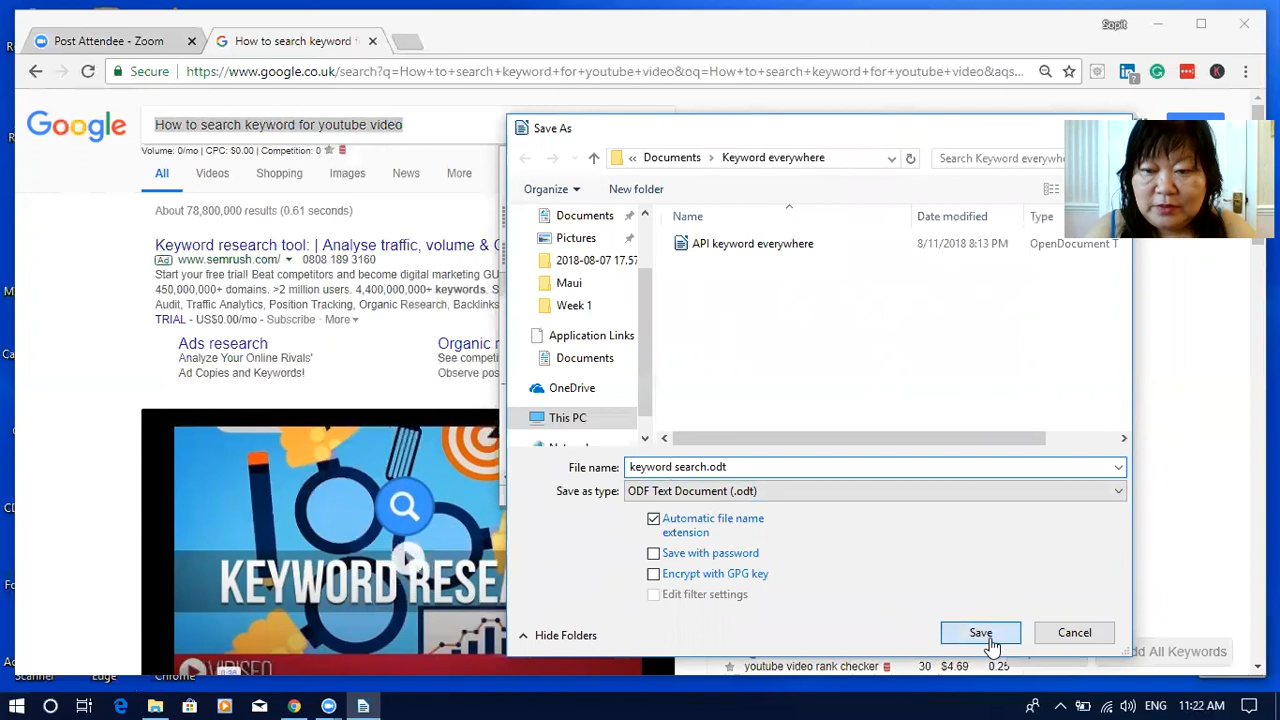 Sopit
Post Attendee - Zoom
How to search keyword f
Secure
https://www.google.co.uk/search?q=How+to+search+keyword+for+youtube+video&oq=How+to+search+keyword+for+youtube+video&aqs...
Google
How to search keyword for youtube video
Volume: 0/mo | CPC: $0.00 | Competition: 0
All Videos Shopping Images News More
About 78,800,000 results (0.61 seconds)
Keyword research tool: | Analyse traffic, volume &
Ad www.semrush.com/ 0808 189 3160
Start your free trial! Beat competitors and become digital marketing GU
450,000,000+ domains. >2 million users. 4,400,000,000+ keywords. S
Audit, Traffic Analytics, Position Tracking, Organic Research, Backlinks
TRIAL - US$0.00/mo - Subscribe · More
Ads research
Analyze Your Online Rivals'
Ad Copies and Keywords!
Organic
See competi
Observe pos
KEYWORD RESEA
VIDISEO
Save As
Documents
Keyword everywhere
Search Keyword everywhe
Organize
New folder
Documents
Pictures
2018-08-07 17.57
Maui
Week 1
Application Links
Documents
OneDrive
This PC
Name Date modified Type
API keyword everywhere 8/11/2018 8:13 PM OpenDocument T
File name: keyword search.odt
Save as type: ODF Text Document (.odt)
Automatic file name
extension
Save with password
Encrypt with GPG key
Edit filter settings
Hide Folders
Save
Cancel
youtube video rank checker 30 $4.69 0.25
dd All Keywords
Scanner
Edge
Chrome
ENG
11:22 AM